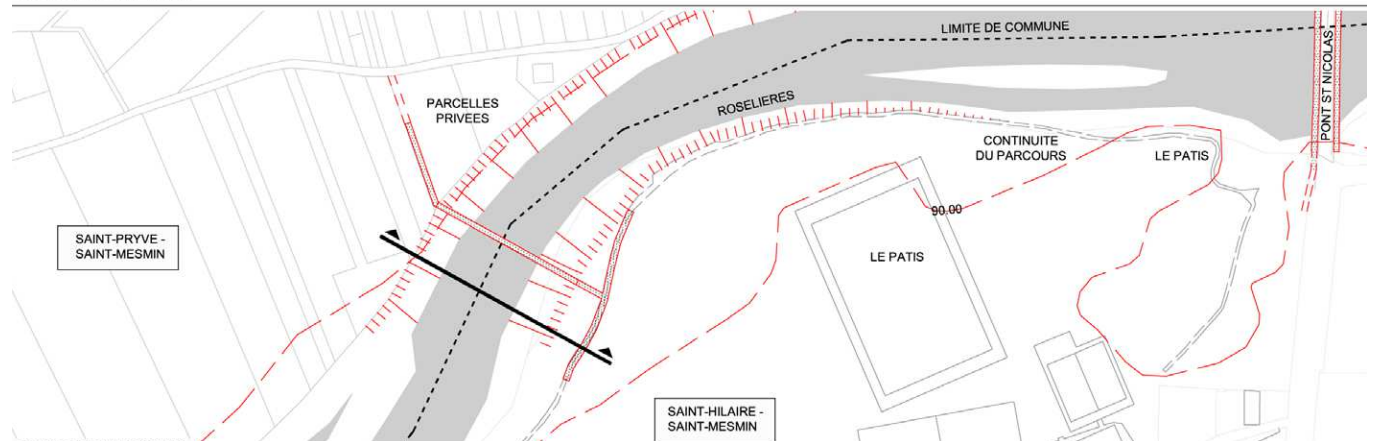 LIMITE DE COMMUNE
PONT ST NICOLAS
PARCELLES
PRIVEES
ROSELIERES
CONTINUITE
DU PARCOURS
LE PATIS
90,00
SAINT-PRYVE -
SAINT-MESMIN
LE PATIS
SAINT-HILAIRE -
SAINT-MESMIN